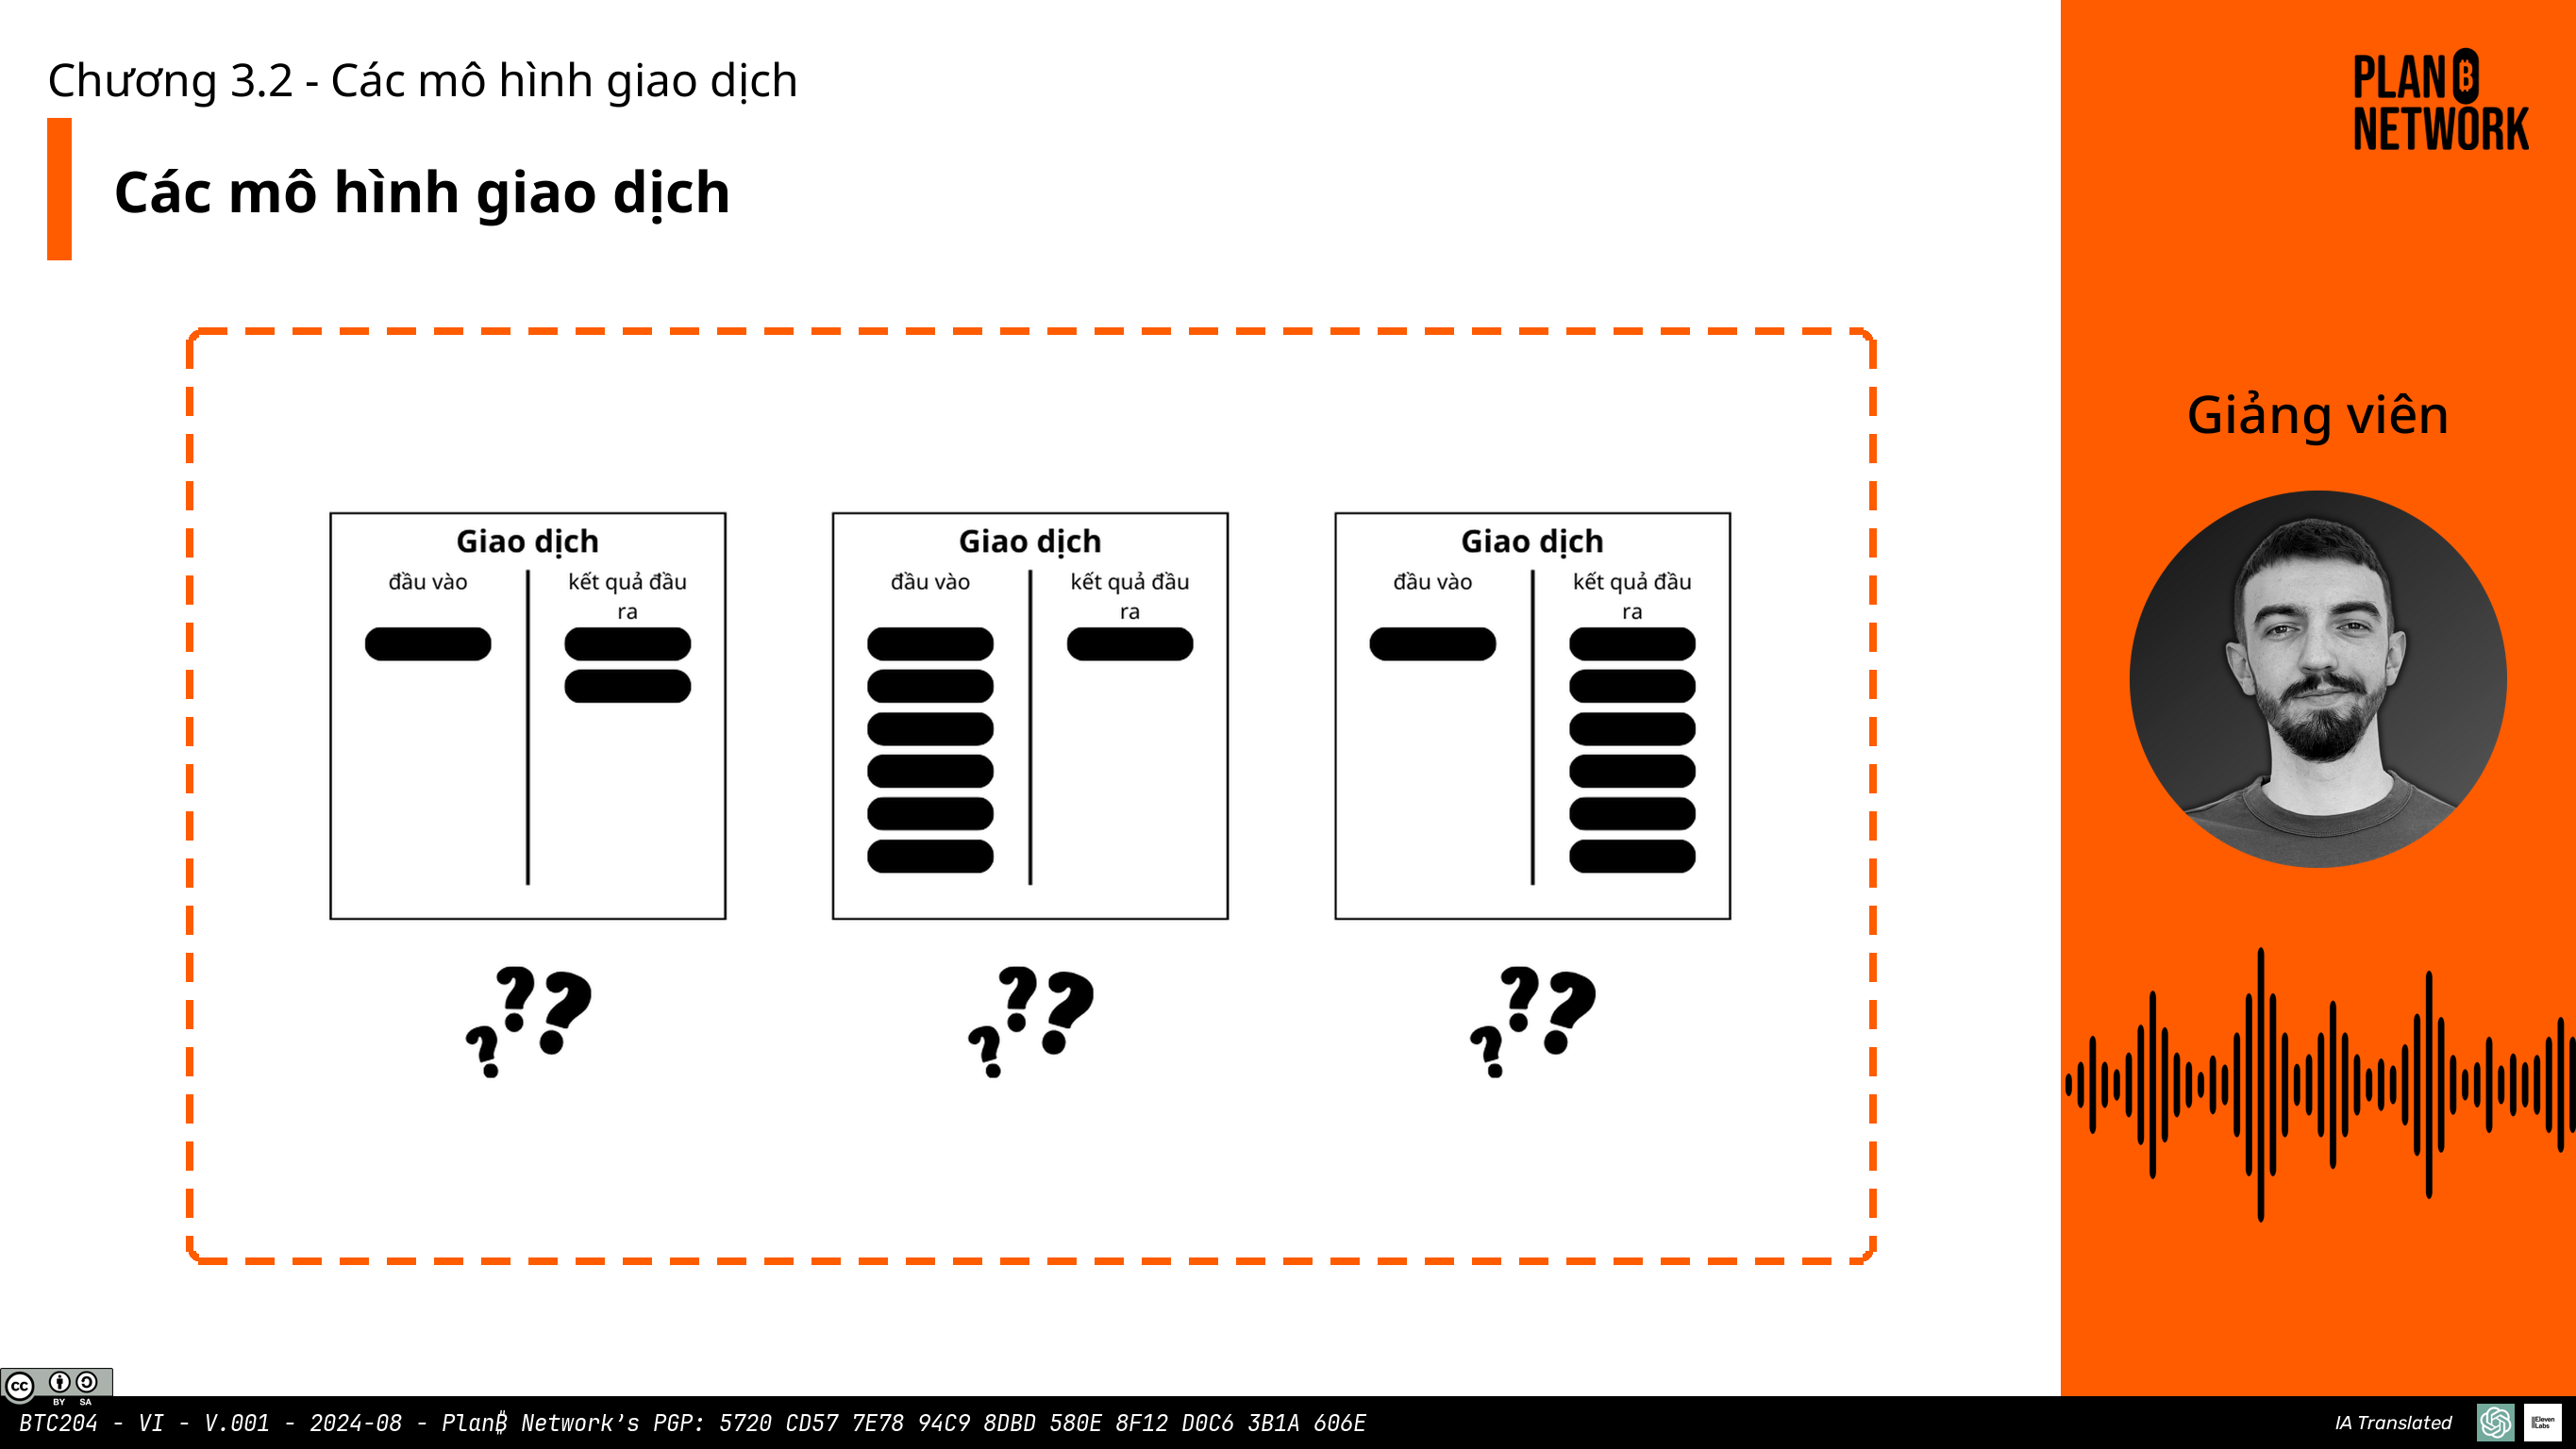 Chương 3.2 - Các mô hình giao dịch
Các mô hình giao dịch
PLAN ₿
NETWORK
Giảng viên
Giao dịch
đầu vào
kết quả đầu
ra
Giao dịch
đầu vào
kết quả đầu
ra
Giao dịch
đầu vào
kết quả đầu
ra
??
?
??
?
??
?
cc
BY SA
BTC204 - VI - V.001 - 2024-08 - Plan₿ Network’s PGP: 5720 CD57 7E78 94C9 8DBD 580E 8F12 D0C6 3B1A 606E
IA Translated
IIEleven
Labs